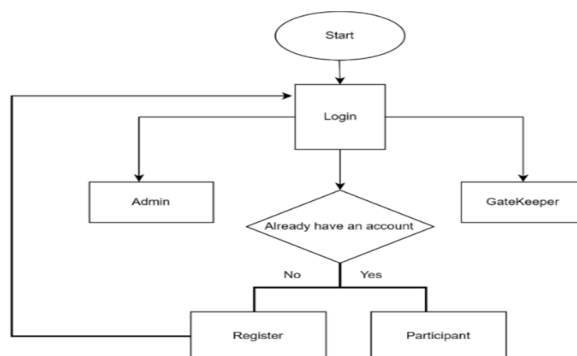 Start
Login
Admin
GateKeeper
Already have an account
No
Yes
Register
Participant